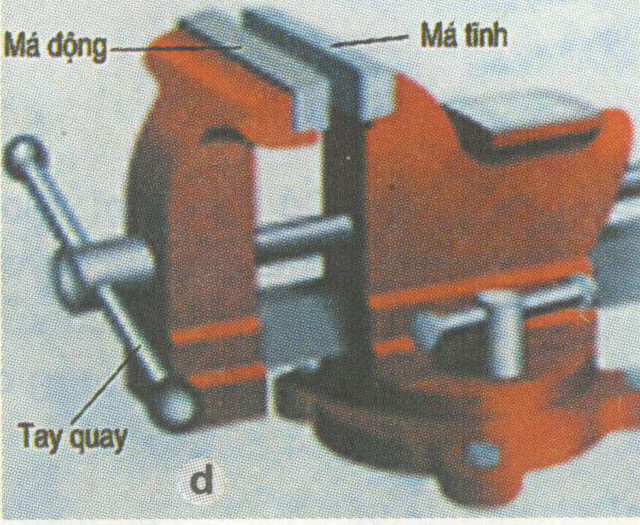 Má động
Má tĩnh
Tay quay
d